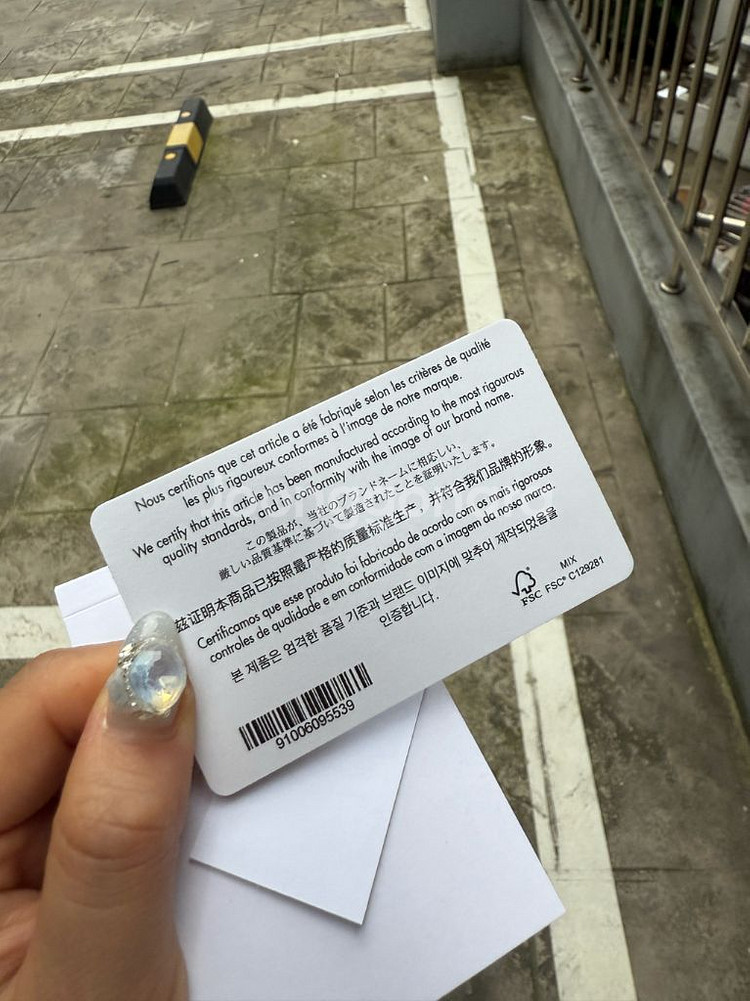 Nous certifions que cet article a été fabriqué selon les critères de qualité
les plus rigoureux conformes à l'image de notre marque.
We certify that this article has been manufactured according to the most rigourous
quality standards, and in conformity with the image of our brand name.
この製品が、当社のブランドネームに相応しい、
厳しい品質基準に基づいて製造されたことを証明いたします。
兹证明本商品已按照最严格的质量标准生产，并符合我们品牌的形象。
Certificamos que esse produto foi fabricado de acordo com os mais rigorosos
controles de qualidade e em conformidade com a imagem da nossa marca.
본 제품은 엄격한 품질 기준과 브랜드 이미지에 맞추어 제작되었음을
인증합니다.
MIX
FSC FSC® C129281
91006095539